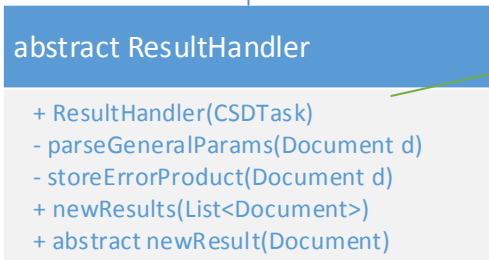 abstract ResultHandler
+ ResultHandler(CSDTask)
- parseGeneralParams(Document d)
- storeErrorProduct(Document d)
+ newResults(List<Document>)
+ abstract newResult(Document)